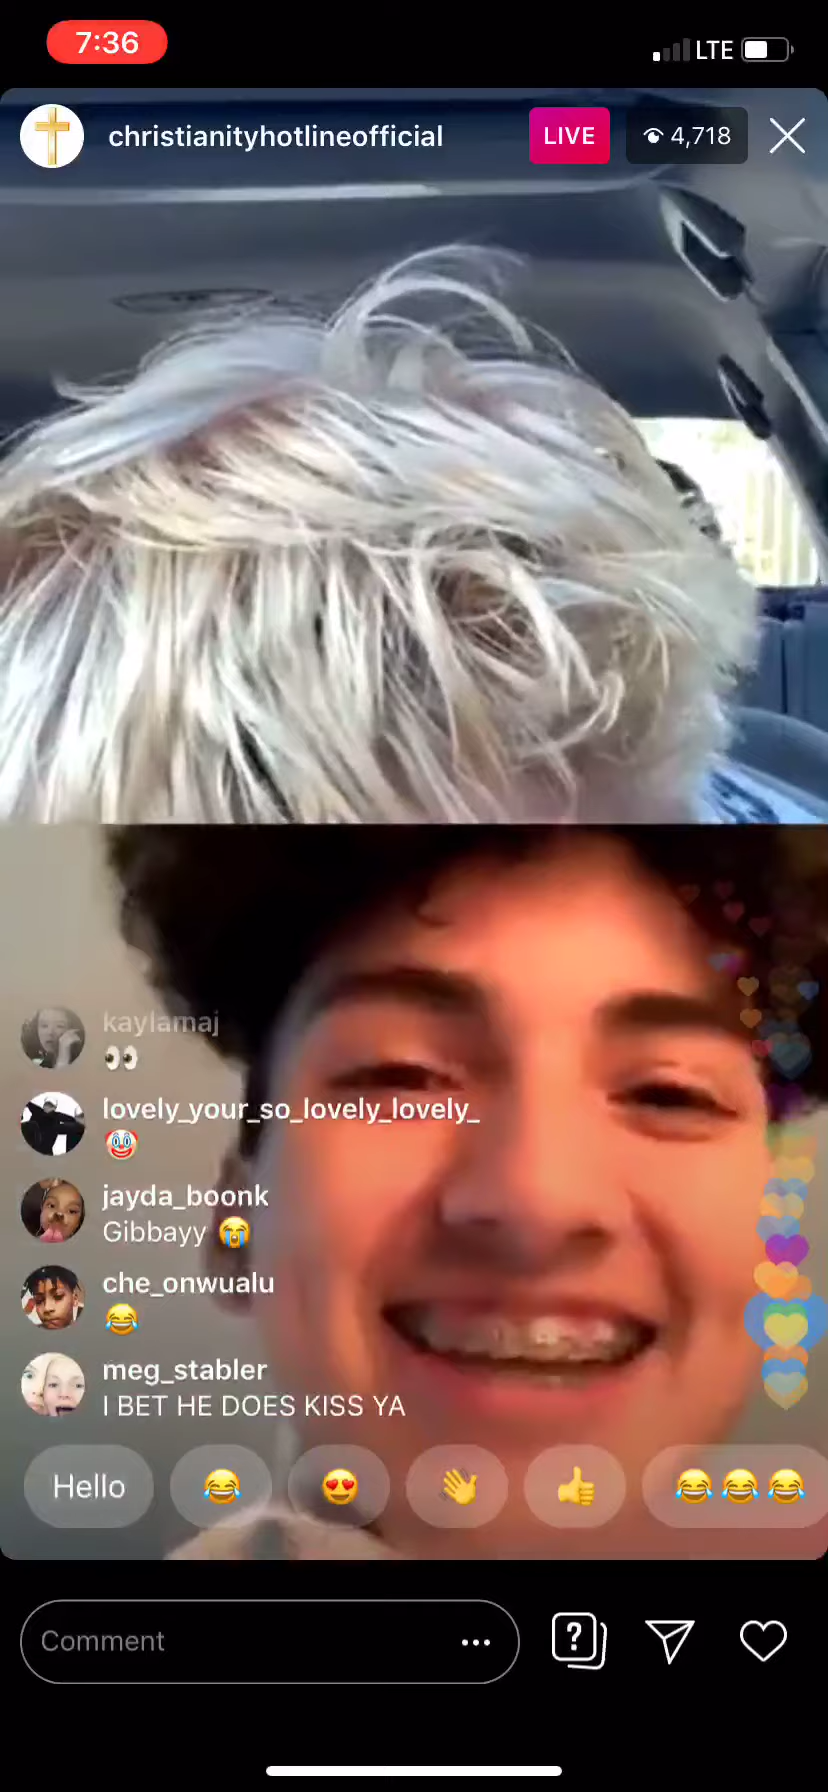 7:36
LTE
christianityhotlineofficial
LIVE
4,718
kaylamaj
👀
lovely_your_so_lovely_lovely_
🤡
jayda_boonk
Gibbayy 😭
che_onwualu
😂
meg_stabler
I BET HE DOES KISS YA
Hello 😂 😍 👋 👍 😂 😂 😂
Comment
?